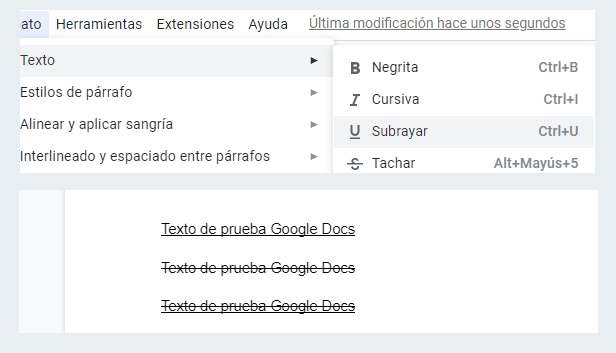 ato Herramientas Extensiones Ayuda Última modificación hace unos segundos
Texto
Negrita Ctrl+B
Estilos de párrafo
Cursiva Ctrl+I
Alinear y aplicar sangría
Subrayar Ctrl+U
Interlineado y espaciado entre párrafos
Tachar Alt+Mayús+5
Texto de prueba Google Docs
Texto de prueba Google Docs
Texto de prueba Google Docs